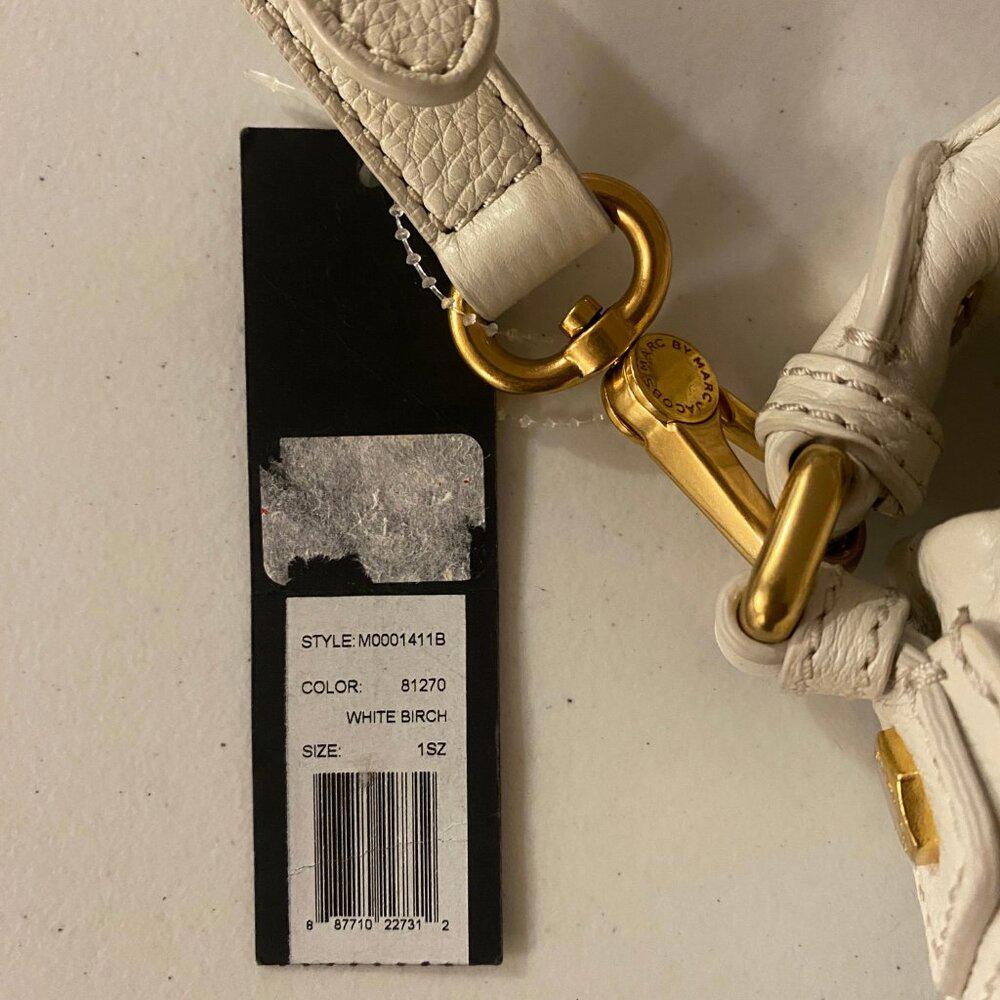 MARC BY MARC JACOBS
STYLE: M0001411B
COLOR: 81270
WHITE BIRCH
SIZE: 1SZ
8 87710 22731 2